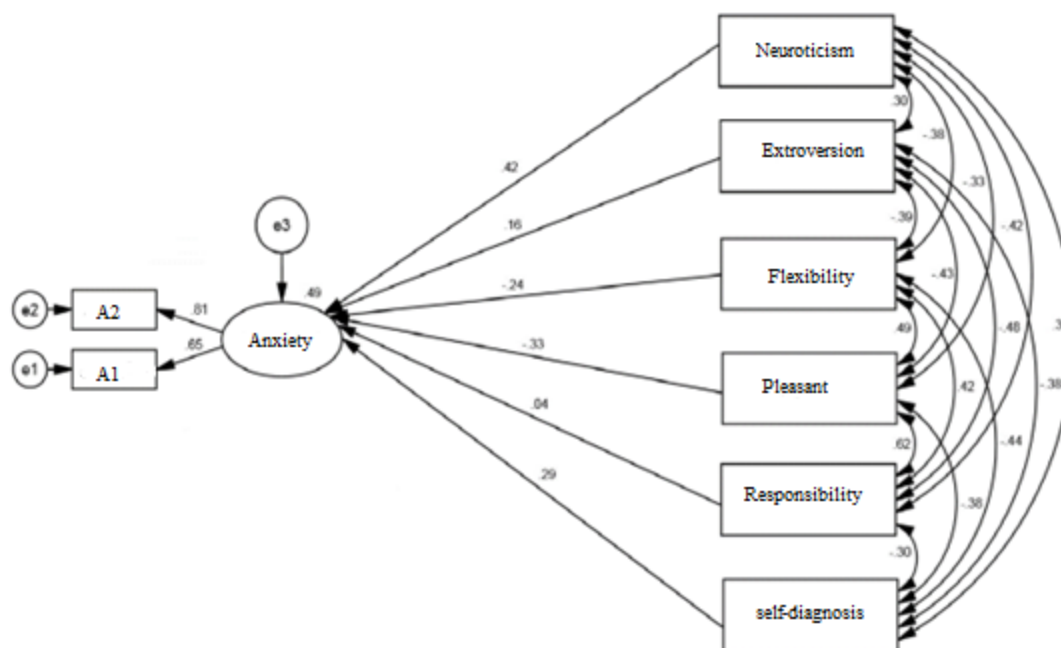 Neuroticism
.30
Extroversion
-.38
.42
-.33
e3
.16
-.39
-.42
Flexibility
-.43
.49
-.24
e2
A2
.81
Anxiety
.49
-.48
.3
-.33
e1
A1
.65
Pleasant
.42
-.38
.04
.62
-.44
Responsibility
.29
-.38
-.30
self-diagnosis